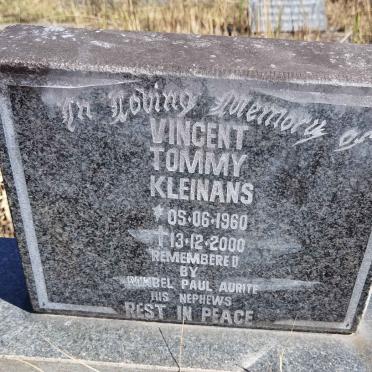 In Loving Memory of
VINCENT
TOMMY
KLEINANS
* 05·06·1960
† 13·12·2000
REMEMBERED
BY
PAUL AURITE
HIS NEPHEWS
REST IN PEACE